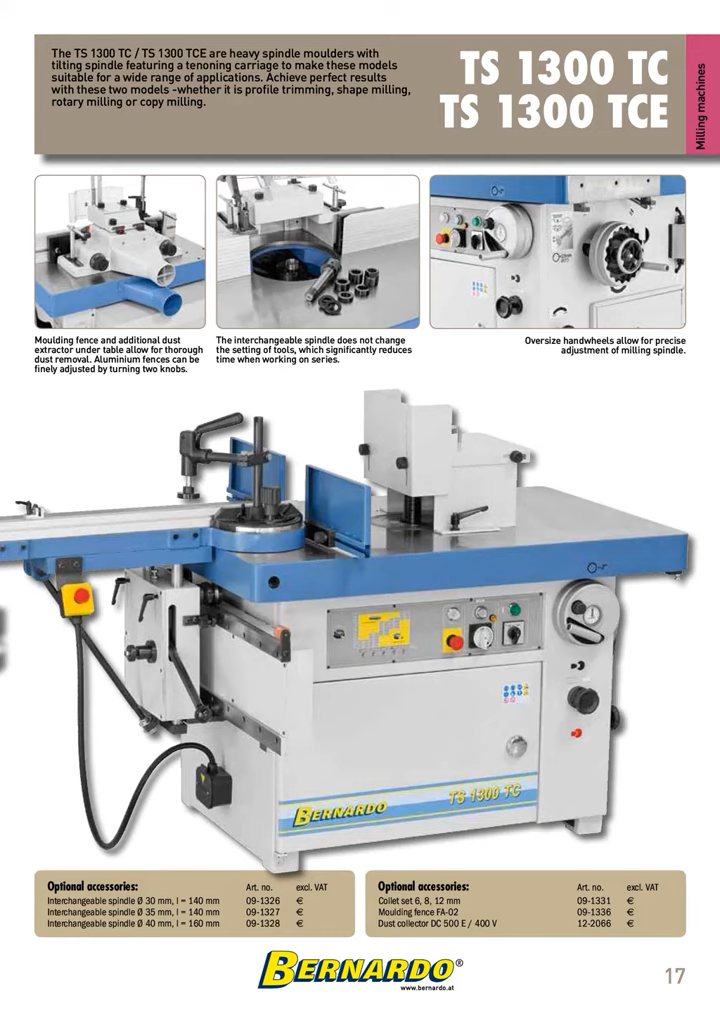 The TS 1300 TC / TS 1300 TCE are heavy spindle moulders with
tilting spindle featuring a tenoning carriage to make these models
suitable for a wide range of applications. Achieve perfect results
with these two models -whether it is profile trimming, shape milling,
rotary milling or copy milling.
TS 1300 TC
TS 1300 TCE
Milling machines
Moulding fence and additional dust
extractor under table allow for thorough
dust removal. Aluminium fences can be
finely adjusted by turning two knobs.
The interchangeable spindle does not change
the setting of tools, which significantly reduces
time when working on series.
Oversize handwheels allow for precise
adjustment of milling spindle.
BERNARDO
TS 1300 TC
Optional accessories: Art. no. excl. VAT
Interchangeable spindle Ø 30 mm, l = 140 mm 09-1326 €
Interchangeable spindle Ø 35 mm, l = 140 mm 09-1327 €
Interchangeable spindle Ø 40 mm, l = 160 mm 09-1328 €
Optional accessories: Art. no. excl. VAT
Collet set 6, 8, 12 mm 09-1331 €
Moulding fence FA-02 09-1336 €
Dust collector DC 500 E / 400 V 12-2066 €
BERNARDO®
www.bernardo.at
17